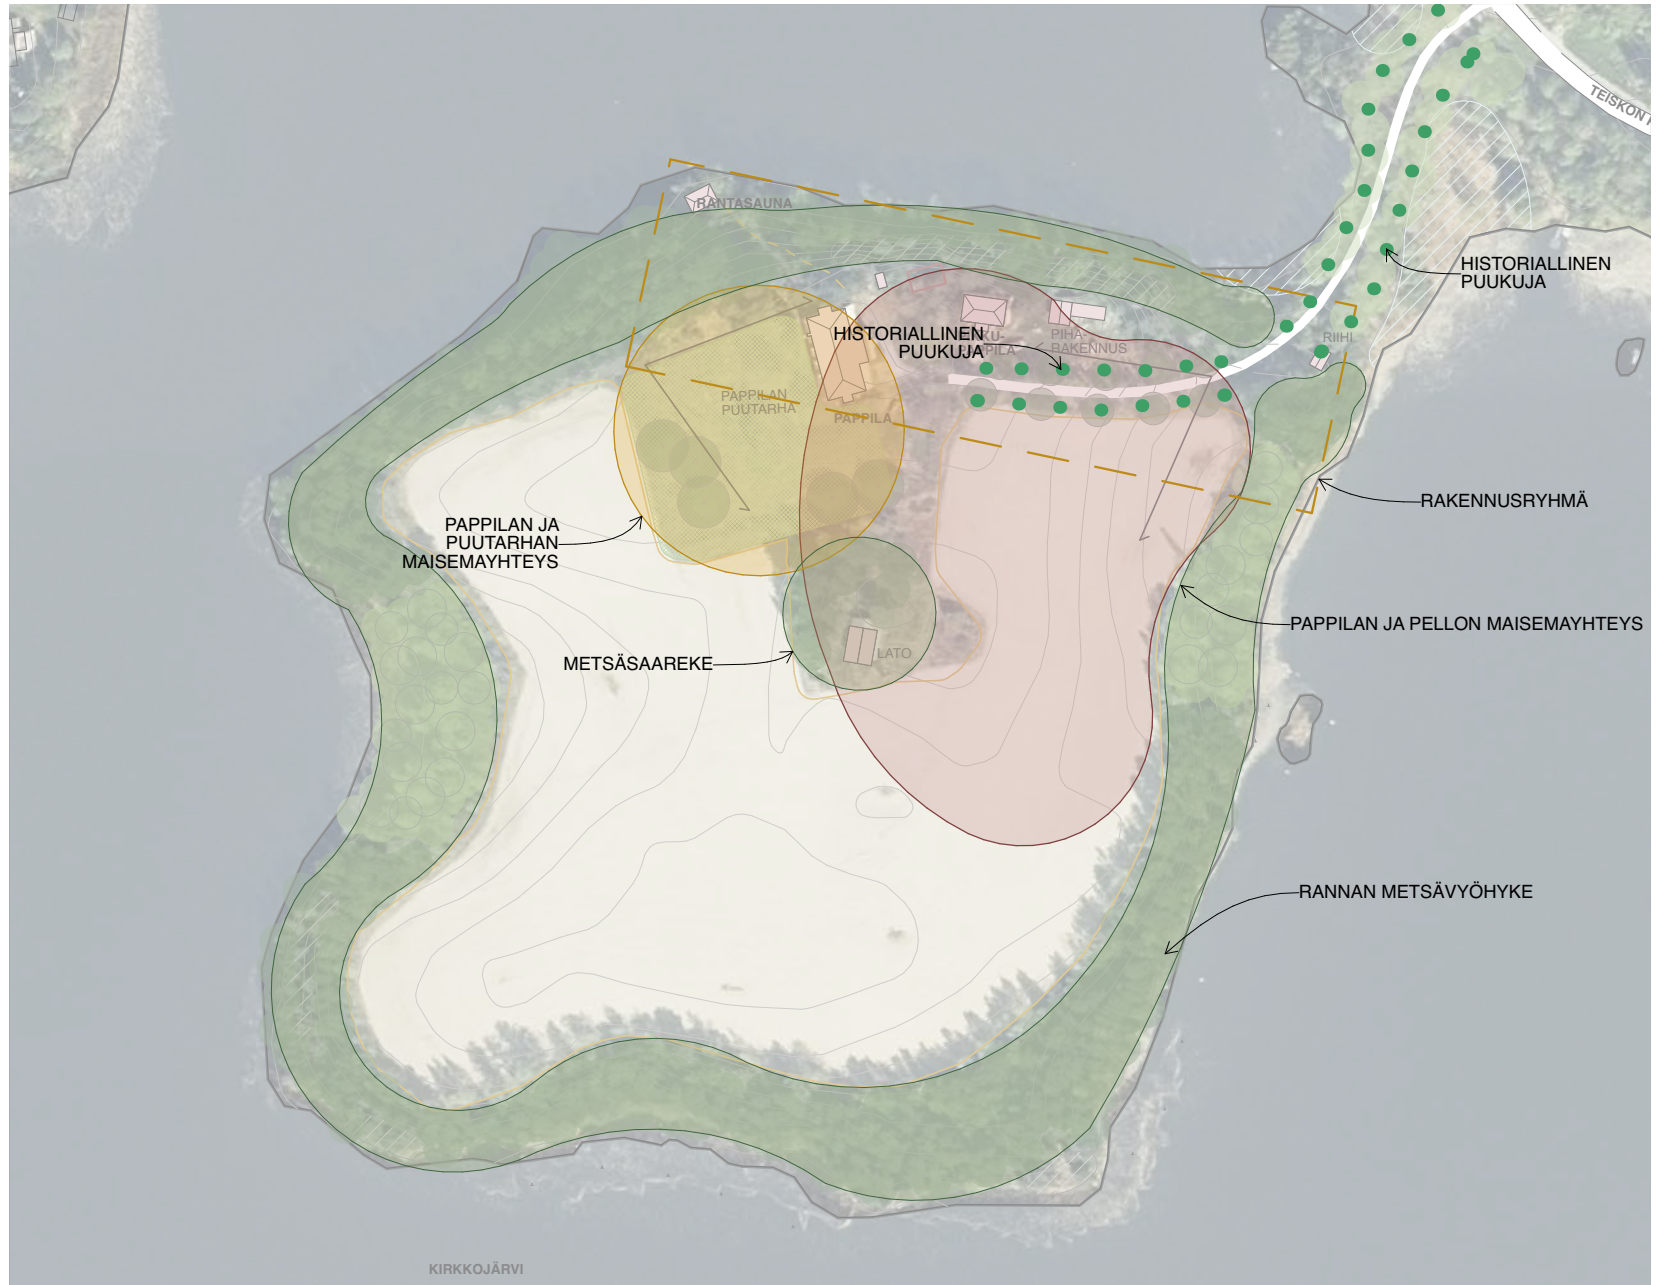 TEISKON
RANTASAUNA
HISTORIALLINEN
PUUKUJA
RIIHI
HISTORIALLINEN
PUUKUJA
PIHA-
RAKENNUS
PAPPILAN
PUUTARHA
PAPPILA
RAKENNUSRYHMÄ
PAPPILAN JA
PUUTARHAN
MAISEMAYHTEYS
PAPPILAN JA PELLON MAISEMAYHTEYS
METSÄSAAREKE
LATO
RANNAN METSÄVYÖHYKE
KIRKKOJÄRVI